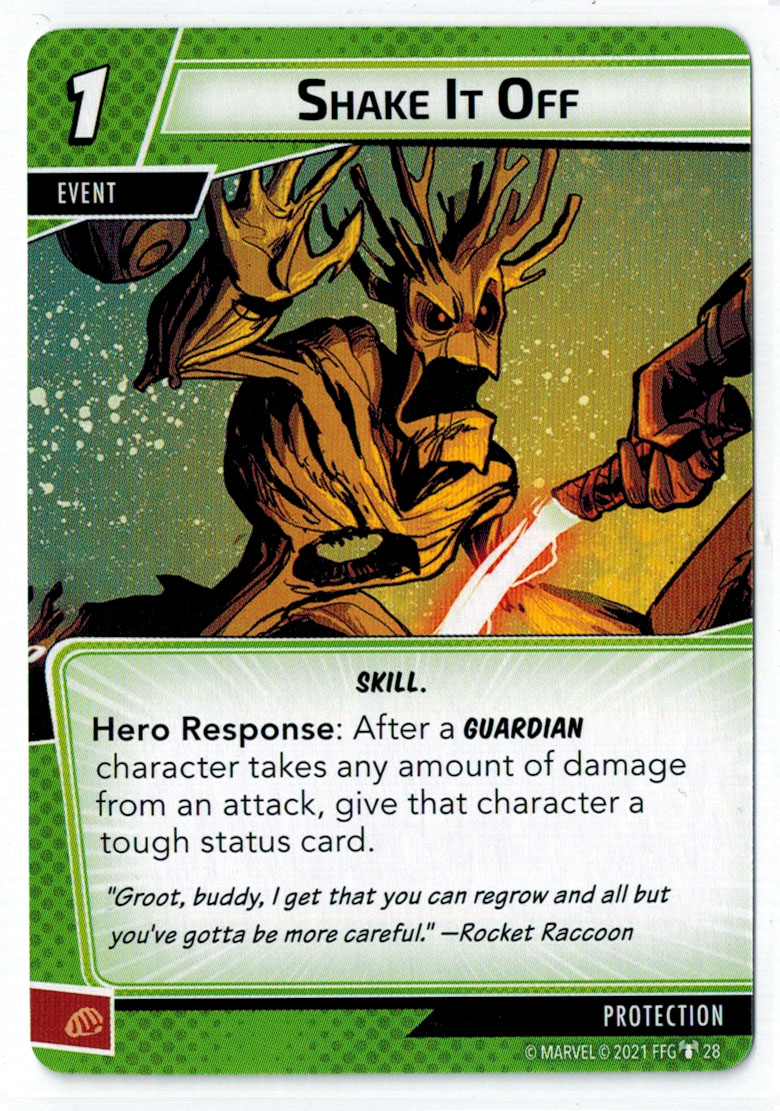 1
SHAKE IT OFF
EVENT
SKILL.
Hero Response: After a GUARDIAN
character takes any amount of damage
from an attack, give that character a
tough status card.
"Groot, buddy, I get that you can regrow and all but
you've gotta be more careful." —Rocket Raccoon
PROTECTION
© MARVEL © 2021 FFG 28